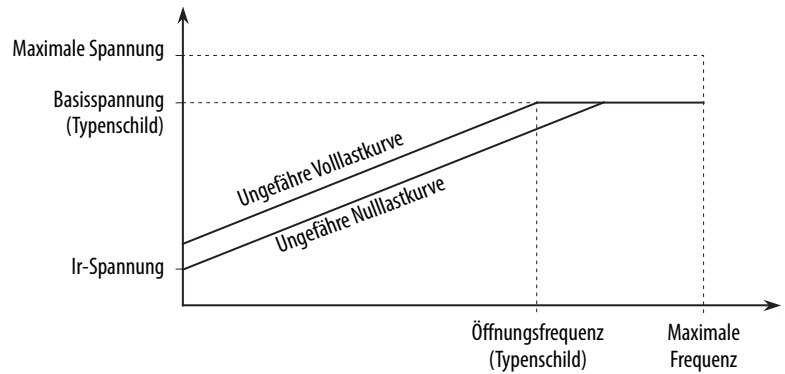 Maximale Spannung
Basisspannung
(Typenschild)
Ungefähre Volllastkurve
Ungefähre Nulllastkurve
Ir-Spannung
Öffnungsfrequenz
(Typenschild)
Maximale
Frequenz